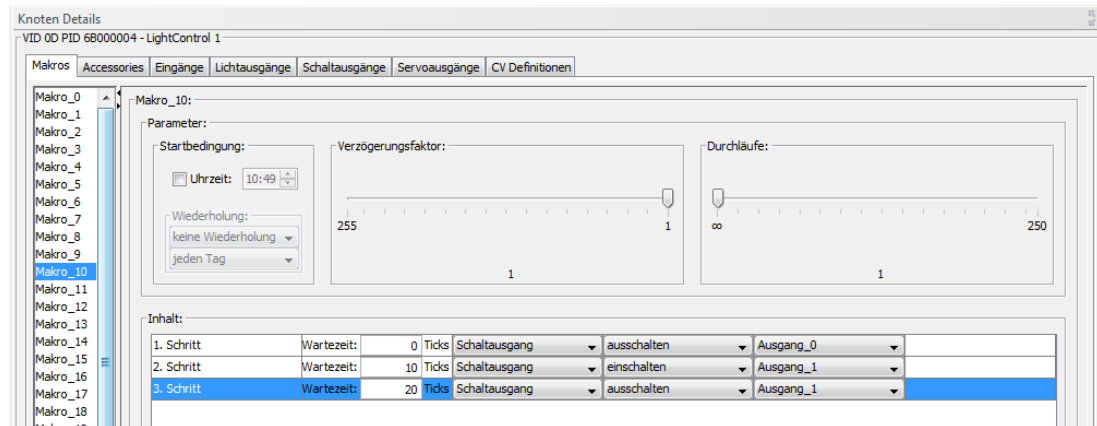 Knoten Details
VID 0D PID 6B000004 - LightControl 1
Makros Accessories Eingänge Lichtausgänge Schaltausgänge Servoausgänge CV Definitionen
Makro_0
Makro_1
Makro_2
Makro_3
Makro_4
Makro_5
Makro_6
Makro_7
Makro_8
Makro_9
Makro_10
Makro_11
Makro_12
Makro_13
Makro_14
Makro_15
Makro_16
Makro_17
Makro_18
Makro_10:
Parameter:
Startbedingung:
Uhrzeit: 10:49
Wiederholung:
keine Wiederholung
jeden Tag
Verzögerungsfaktor:
255 1
1
Durchläufe:
∞ 250
1
Inhalt:
1. Schritt Wartezeit: 0 Ticks Schaltausgang ausschalten Ausgang_0
2. Schritt Wartezeit: 10 Ticks Schaltausgang einschalten Ausgang_1
3. Schritt Wartezeit: 20 Ticks Schaltausgang ausschalten Ausgang_1